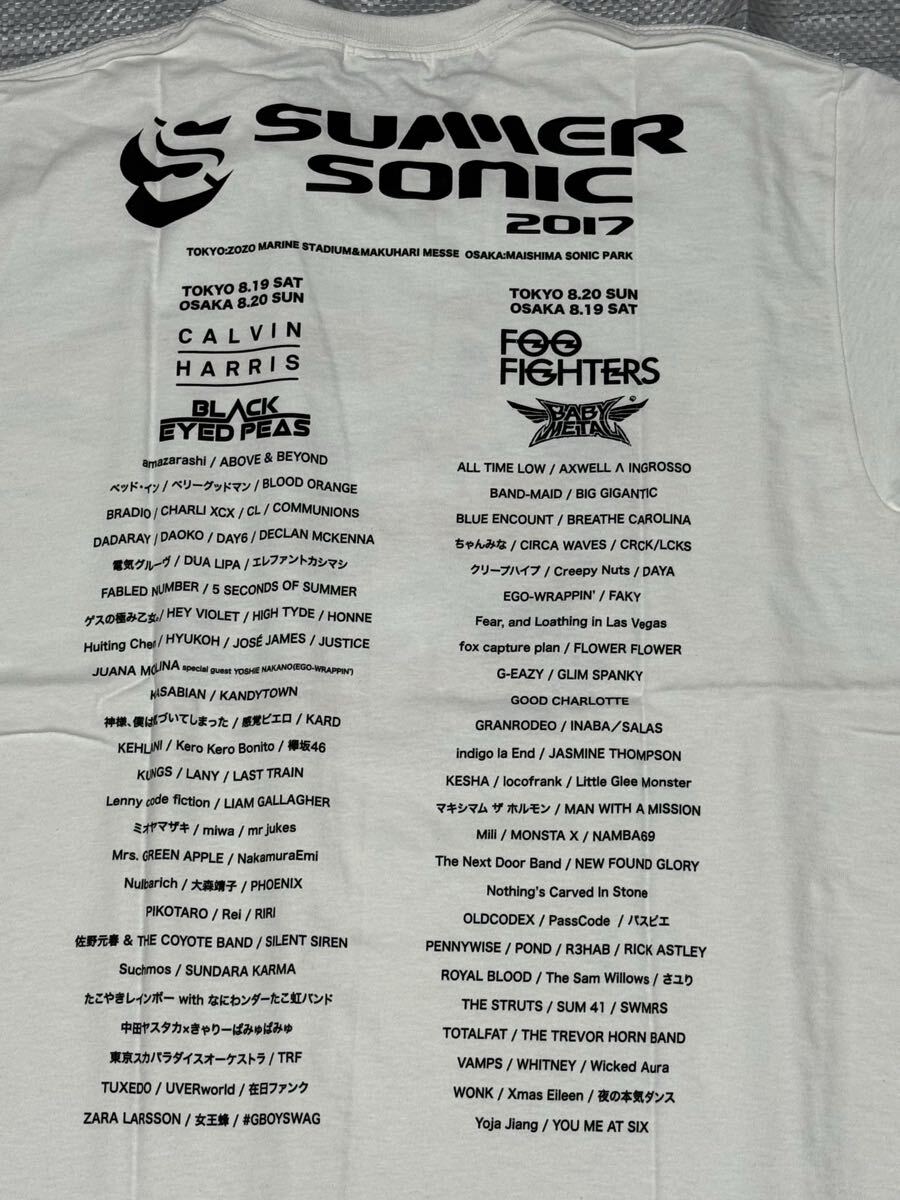 SUMMER
SONIC
2017
TOKYO:ZOZO MARINE STADIUM&MAKUHARI MESSE OSAKA:MAISHIMA SONIC PARK
TOKYO 8.19 SAT
OSAKA 8.20 SUN
CALVIN
HARRIS
BLACK
EYED PEAS
amazarashi / ABOVE & BEYOND
ベッド・イン / ベリーグッドマン / BLOOD ORANGE
BRADIO / CHARLI XCX / CL / COMMUNIONS
DADARAY / DAOKO / DAY6 / DECLAN MCKENNA
電気グルーヴ / DUA LIPA / エレファントカシマシ
FABLED NUMBER / 5 SECONDS OF SUMMER
ゲスの極み乙女。/ HEY VIOLET / HIGH TYDE / HONNE
Huiting Chen / HYUKOH / JOSÉ JAMES / JUSTICE
JUANA MOLINA special guest YOSHIE NAKANO(EGO-WRAPPIN')
KASABIAN / KANDYTOWN
神様、僕は気づいてしまった / 感覚ピエロ / KARD
KEHLANI / Kero Kero Bonito / 欅坂46
KUNGS / LANY / LAST TRAIN
Lenny code fiction / LIAM GALLAGHER
ミオヤマザキ / miwa / mr jukes
Mrs. GREEN APPLE / NakamuraEmi
Nulbarich / 大森靖子 / PHOENIX
PIKOTARO / Rei / RIRI
佐野元春 & THE COYOTE BAND / SILENT SIREN
Suchmos / SUNDARA KARMA
たこやきレインボー with なにわンダーたこ虹バンド
中田ヤスタカ×きゃりーぱみゅぱみゅ
東京スカパラダイスオーケストラ / TRF
TUXEDO / UVERworld / 在日ファンク
ZARA LARSSON / 女王蜂 / #GBOYSWAG
TOKYO 8.20 SUN
OSAKA 8.19 SAT
FOO
FIGHTERS
BABY
METAL
ALL TIME LOW / AXWELL Λ INGROSSO
BAND-MAID / BIG GIGANTIC
BLUE ENCOUNT / BREATHE CAROLINA
ちゃんみな / CIRCA WAVES / CRCK/LCKS
クリープハイプ / Creepy Nuts / DAYA
EGO-WRAPPIN' / FAKY
Fear, and Loathing in Las Vegas
fox capture plan / FLOWER FLOWER
G-EAZY / GLIM SPANKY
GOOD CHARLOTTE
GRANRODEO / INABA／SALAS
indigo la End / JASMINE THOMPSON
KESHA / locofrank / Little Glee Monster
マキシマム ザ ホルモン / MAN WITH A MISSION
Mili / MONSTA X / NAMBA69
The Next Door Band / NEW FOUND GLORY
Nothing's Carved In Stone
OLDCODEX / PassCode / パスピエ
PENNYWISE / POND / R3HAB / RICK ASTLEY
ROYAL BLOOD / The Sam Willows / さユり
THE STRUTS / SUM 41 / SWMRS
TOTALFAT / THE TREVOR HORN BAND
VAMPS / WHITNEY / Wicked Aura
WONK / Xmas Eileen / 夜の本気ダンス
Yoja Jiang / YOU ME AT SIX